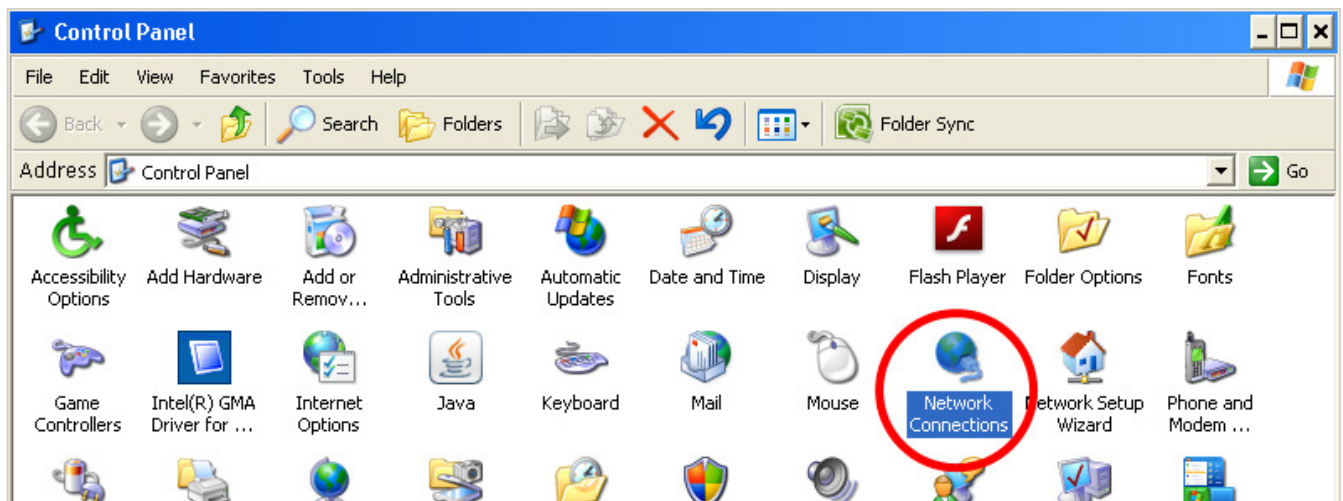 Control Panel
File Edit View Favorites Tools Help
Back Search Folders Folder Sync
Address Control Panel Go
Accessibility Options Add Hardware Add or Remov... Administrative Tools Automatic Updates Date and Time Display Flash Player Folder Options Fonts
Game Controllers Intel(R) GMA Driver for ... Internet Options Java Keyboard Mail Mouse Network Connections Network Setup Wizard Phone and Modem ...